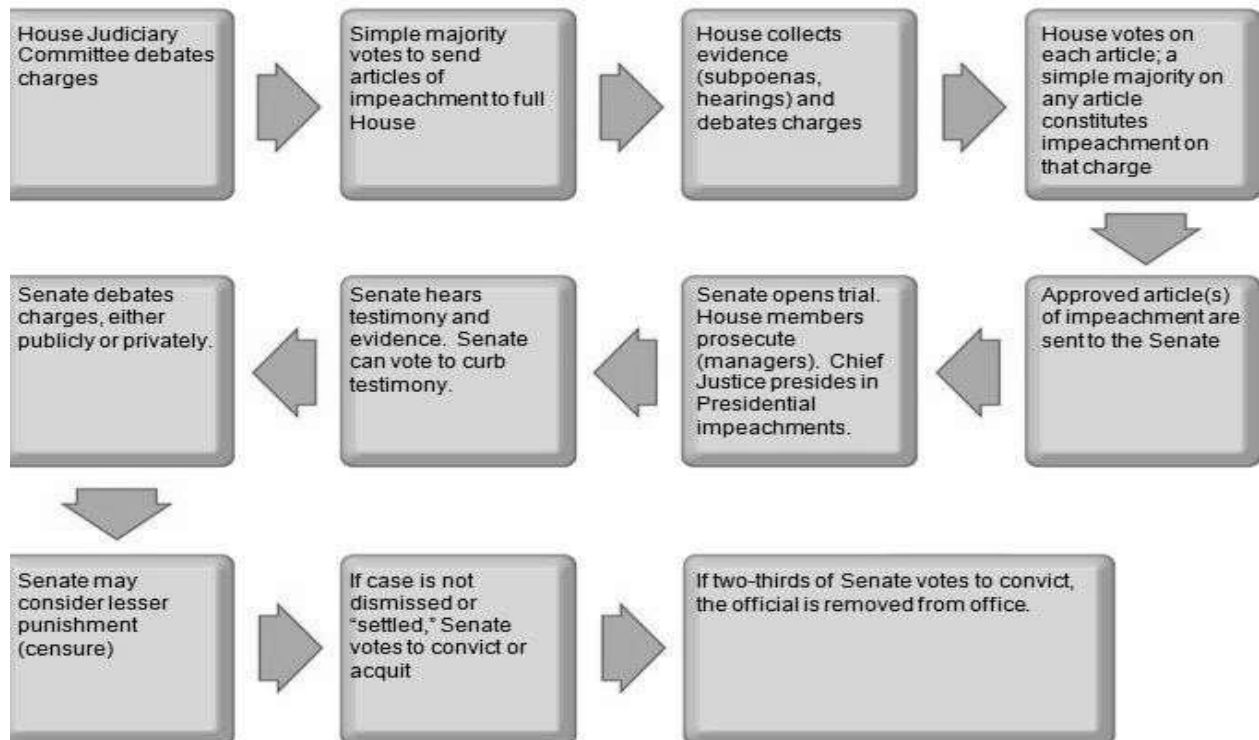 House Judiciary
Committee debates
charges
Simple majority
votes to send
articles of
impeachment to full
House
House collects
evidence
(subpoenas,
hearings) and
debates charges
House votes on
each article; a
simple majority on
any article
constitutes
impeachment on
that charge
Approved article(s)
of impeachment are
sent to the Senate
Senate opens trial.
House members
prosecute
(managers). Chief
Justice presides in
Presidential
impeachments.
Senate hears
testimony and
evidence. Senate
can vote to curb
testimony.
Senate debates
charges, either
publicly or privately.
Senate may
consider lesser
punishment
(censure)
If case is not
dismissed or
“settled,” Senate
votes to convict or
acquit
If two-thirds of Senate votes to convict,
the official is removed from office.